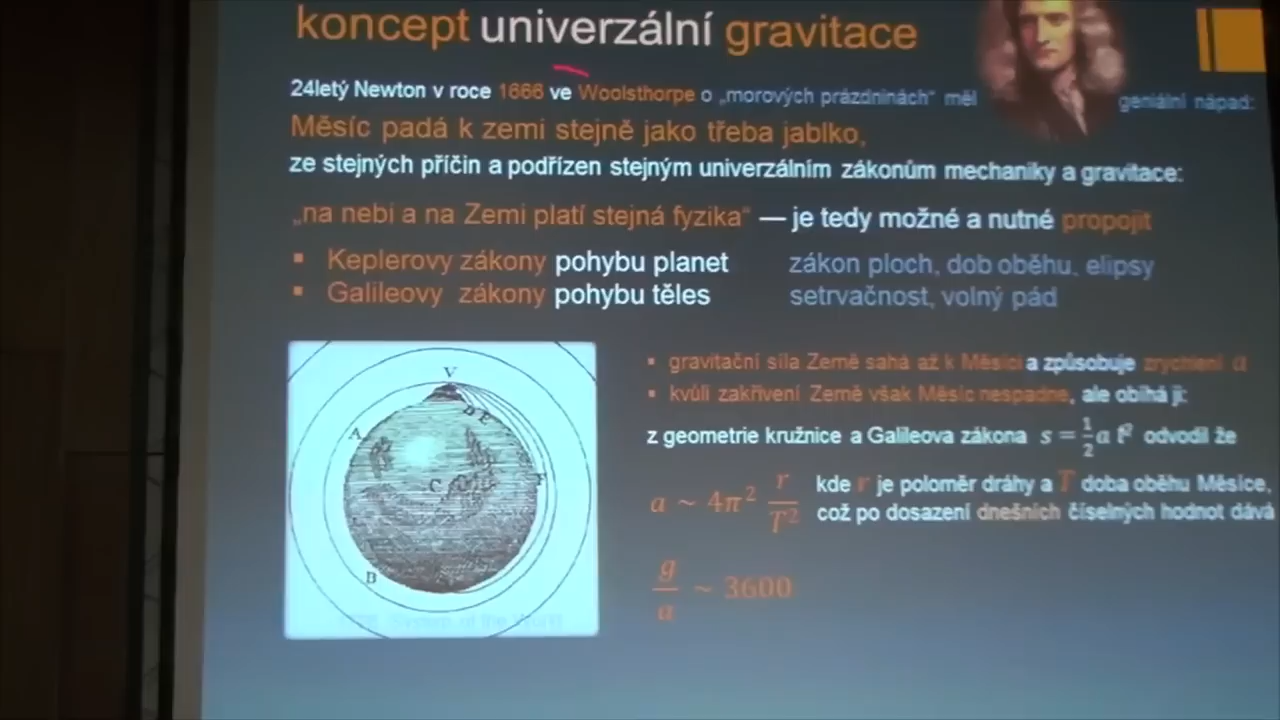 koncept univerzální gravitace
24letý Newton v roce 1666 ve Woolsthorpe o „morových prázdninách“ měl geniální nápad:
Měsíc padá k zemi stejně jako třeba jablko,
ze stejných příčin a podřízen stejným univerzálním zákonům mechaniky a gravitace:
„na nebi a na Zemi platí stejná fyzika“ — je tedy možné a nutné propojit
▪ Keplerovy zákony pohybu planet zákon ploch, dob oběhu, elipsy
▪ Galileovy zákony pohybu těles setrvačnost, volný pád
V
D E
A
F
C
B
System of the World
▪ gravitační síla Země sahá až k Měsíci a způsobuje zrychlení a
▪ kvůli zakřivení Země však Měsíc nespadne, ale obíhá ji:
z geometrie kružnice a Galileova zákona s = 1/2 a t² odvodil že
a ~ 4π² r/T² kde r je poloměr dráhy a T doba oběhu Měsíce,
což po dosazení dnešních číselných hodnot dává
g/a ~ 3600